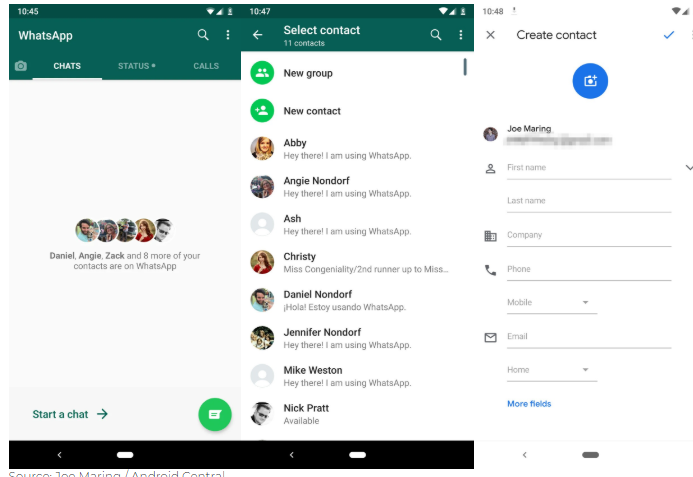 10:45
WhatsApp
CHATS
STATUS
CALLS
Daniel, Angie, Zack and 8 more of your
contacts are on WhatsApp
Start a chat
10:47
Select contact
11 contacts
New group
New contact
Abby
Hey there! I am using WhatsApp.
Angie Nondorf
Hey there! I am using WhatsApp.
Ash
Hey there! I am using WhatsApp.
Christy
Miss Congeniality/2nd runner up to Miss...
Daniel Nondorf
¡Hola! Estoy usando WhatsApp.
Jennifer Nondorf
Hey there! I am using WhatsApp.
Mike Weston
Hey there! I am using WhatsApp.
Nick Pratt
Available
10:48
Create contact
Joe Maring
First name
Last name
Company
Phone
Mobile
Email
Home
More fields
Source: Joe Maring / Android Central